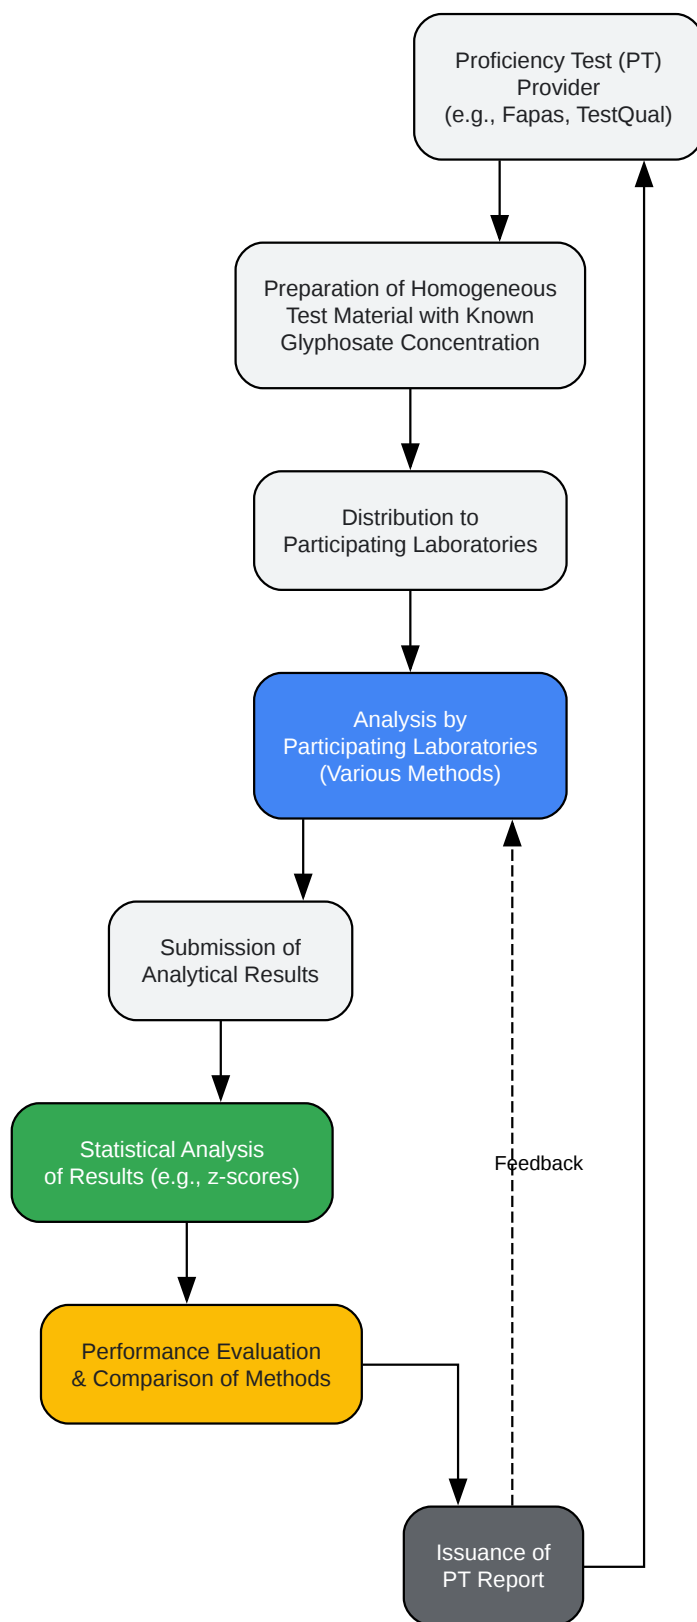 Proficiency Test (PT)
Provider
(e.g., Fapas, TestQual)
Preparation of Homogeneous
Test Material with Known
Glyphosate Concentration
Distribution to
Participating Laboratories
Analysis by
Participating Laboratories
(Various Methods)
Submission of
Analytical Results
Statistical Analysis
of Results (e.g., z-scores)
Feedback
Performance Evaluation
& Comparison of Methods
Issuance of
PT Report